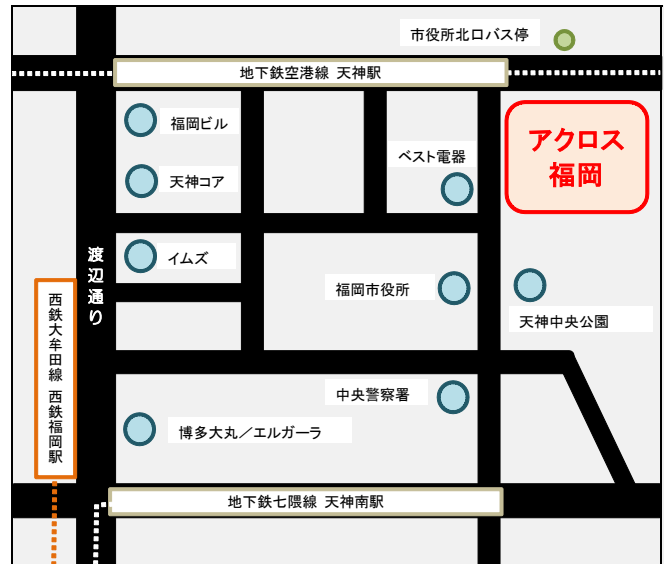 市役所北口バス停
地下鉄空港線 天神駅
福岡ビル
ベスト電器
アクロス
福岡
天神コア
渡辺通り
イムズ
福岡市役所
天神中央公園
西鉄大牟田線 西鉄福岡駅
中央警察署
博多大丸／エルガーラ
地下鉄七隈線 天神南駅